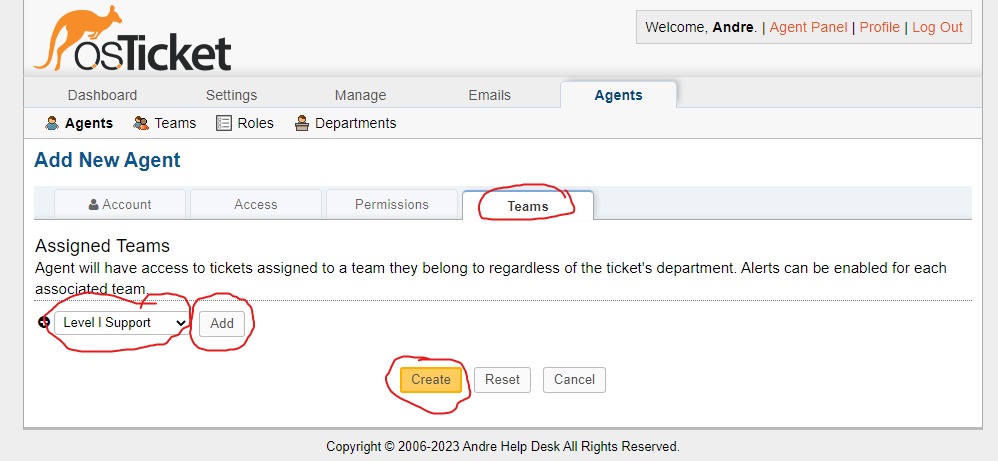 osTicket
Welcome, Andre. | Agent Panel | Profile | Log Out
Dashboard Settings Manage Emails Agents
Agents Teams Roles Departments
Add New Agent
Account Access Permissions Teams
Assigned Teams
Agent will have access to tickets assigned to a team they belong to regardless of the ticket's department. Alerts can be enabled for each
associated team.
Level I Support Add
Create Reset Cancel
Copyright © 2006-2023 Andre Help Desk All Rights Reserved.